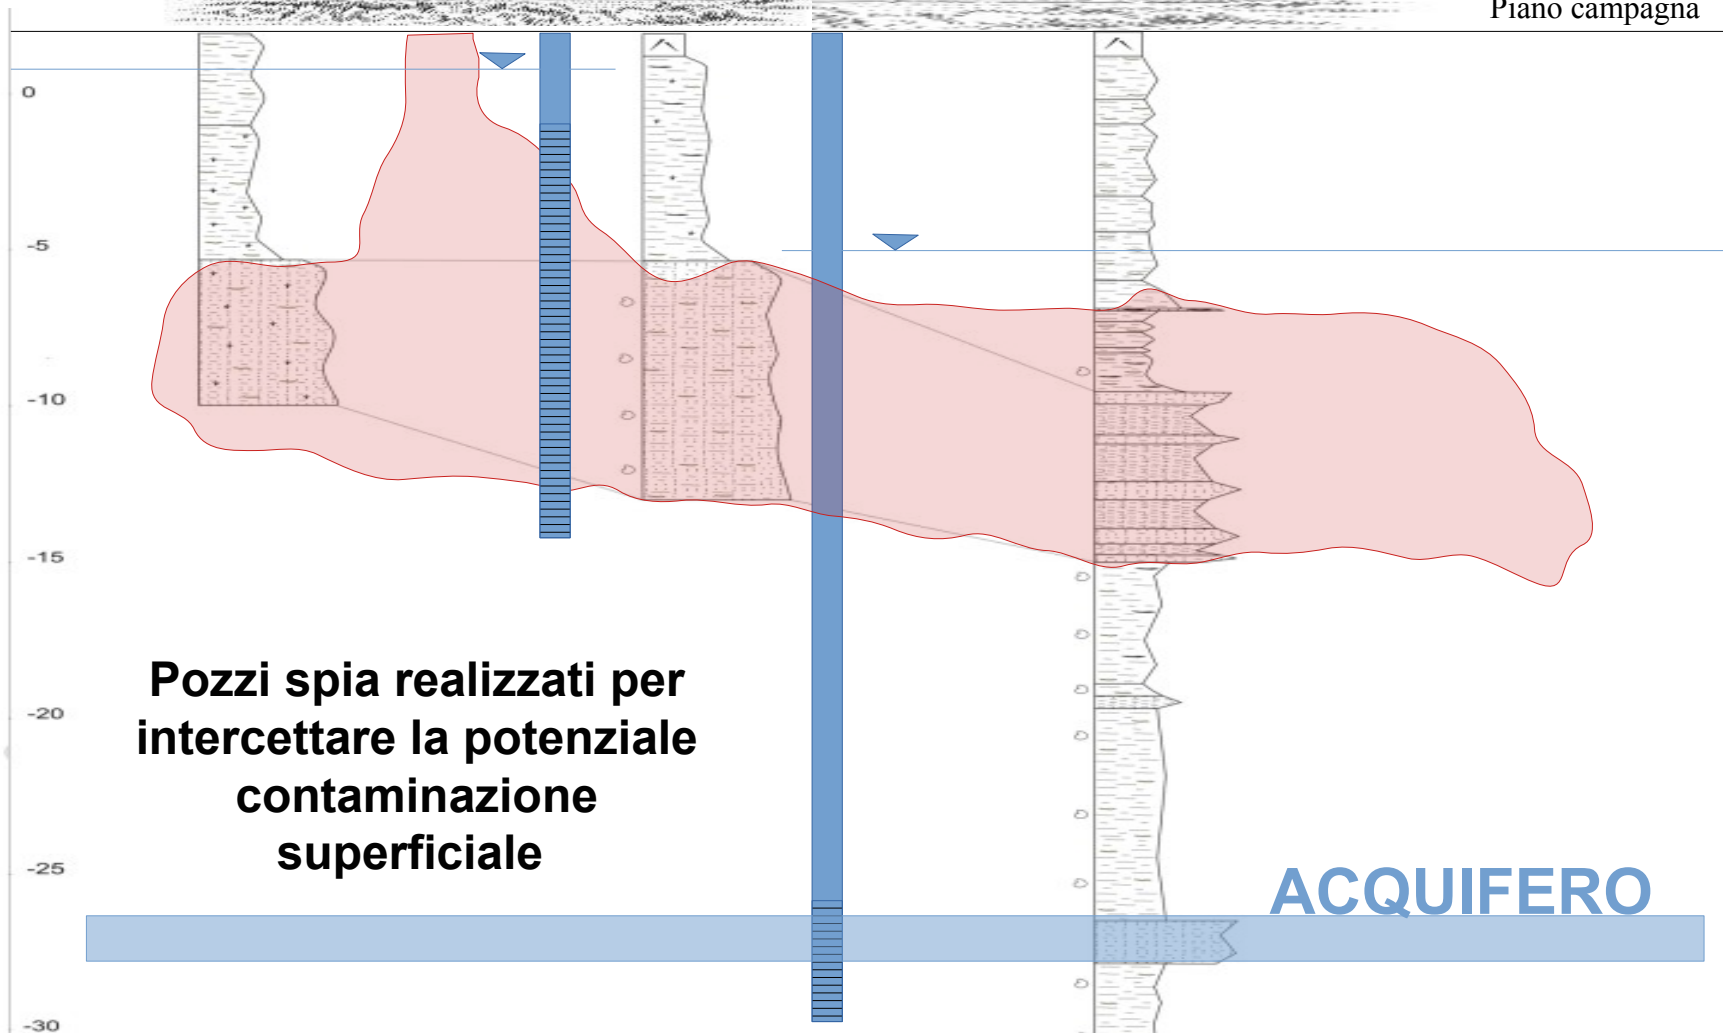 Piano campagna
0
-5
-10
-15
-20
-25
-30
Pozzi spia realizzati per
intercettare la potenziale
contaminazione
superficiale
ACQUIFERO